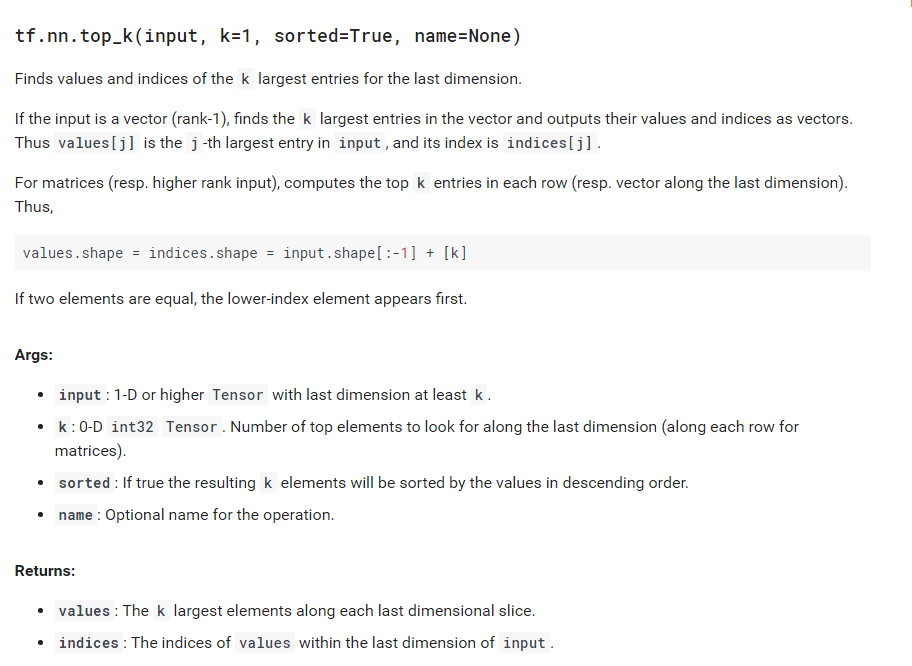 tf.nn.top_k(input, k=1, sorted=True, name=None)
Finds values and indices of the k largest entries for the last dimension.
If the input is a vector (rank-1), finds the k largest entries in the vector and outputs their values and indices as vectors.
Thus values[j] is the j-th largest entry in input, and its index is indices[j].
For matrices (resp. higher rank input), computes the top k entries in each row (resp. vector along the last dimension).
Thus,
values.shape = indices.shape = input.shape[:-1] + [k]
If two elements are equal, the lower-index element appears first.
Args:
• input: 1-D or higher Tensor with last dimension at least k.
• k: 0-D int32 Tensor. Number of top elements to look for along the last dimension (along each row for
matrices).
• sorted: If true the resulting k elements will be sorted by the values in descending order.
• name: Optional name for the operation.
Returns:
• values: The k largest elements along each last dimensional slice.
• indices: The indices of values within the last dimension of input.